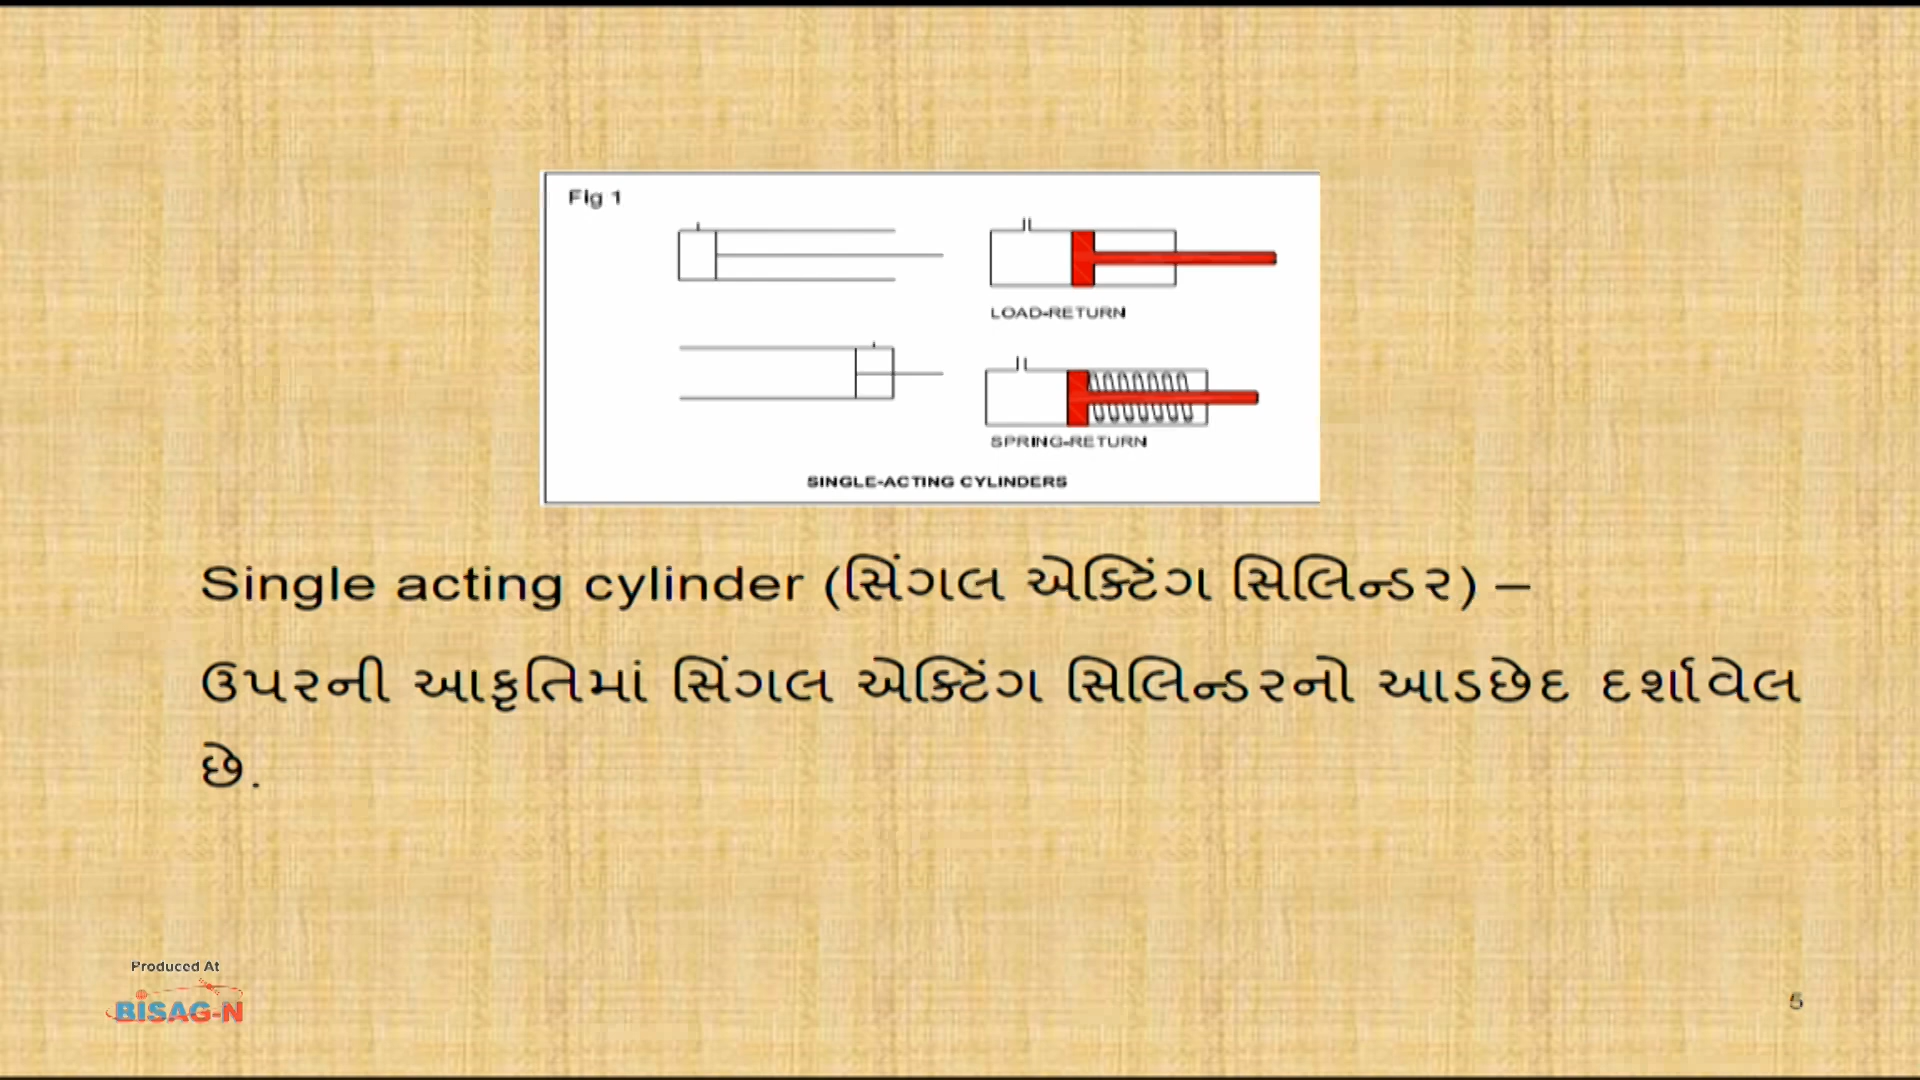 Fig 1
LOAD-RETURN
SPRING-RETURN
SINGLE-ACTING CYLINDERS
Single acting cylinder (સિંગલ એક્ટિંગ સિલિન્ડર) –
ઉપરની આકૃતિમાં સિંગલ એક્ટિંગ સિલિન્ડરનો આડછેદ દર્શાવેલ
છે.
Produced At
BISAG-N
5